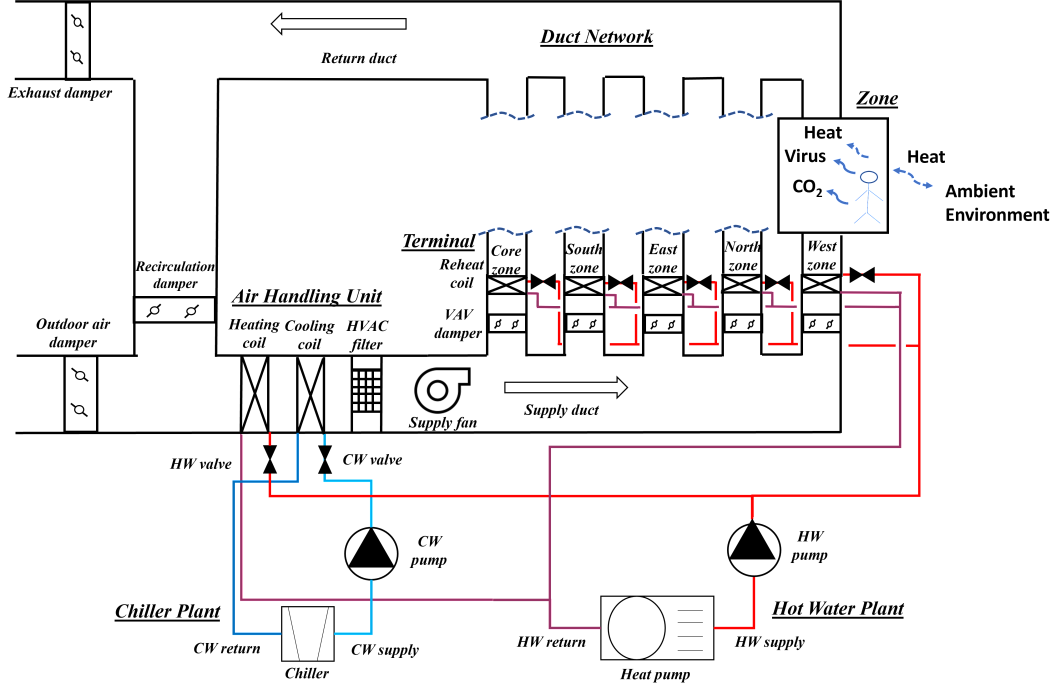 Duct Network
Return duct
Exhaust damper
Zone
Heat
Virus
CO2
Heat
Ambient
Environment
Terminal
Reheat
coil
VAV
damper
Core
zone
South
zone
East
zone
North
zone
West
zone
Recirculation
damper
Air Handling Unit
Heating
coil
Cooling
coil
HVAC
filter
Outdoor air
damper
Supply fan
Supply duct
HW valve
CW valve
CW
pump
HW
pump
Chiller Plant
Hot Water Plant
CW return
CW supply
Chiller
HW return
HW supply
Heat pump